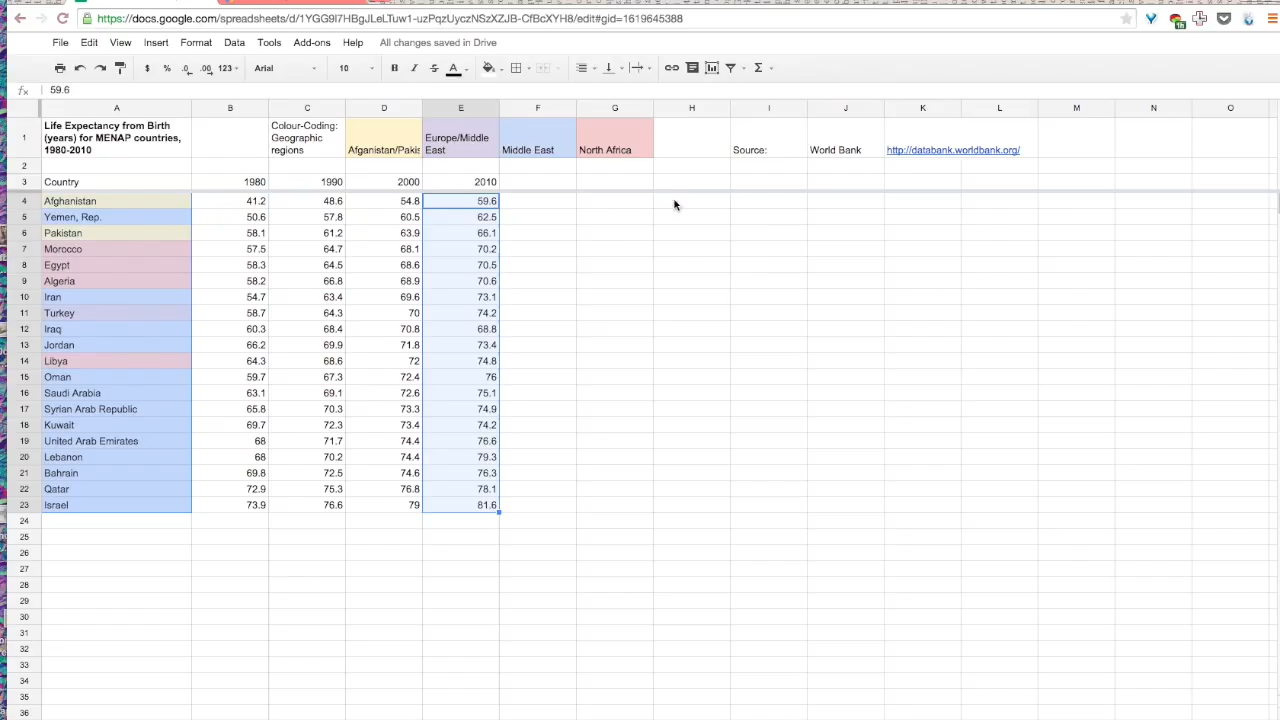 https://docs.google.com/spreadsheets/d/1YGG9l7HBgJLeLTuw1-uzPqzUyczNSzXZJB-CfBcXYH8/edit#gid=1619645388
File Edit View Insert Format Data Tools Add-ons Help All changes saved in Drive
$ % .0 .00 123 Arial 10 B I S A Σ
fx 59.6
A B C D E F G H I J K L M N O
1 Life Expectancy from Birth (years) for MENAP countries, 1980-2010 Colour-Coding: Geographic regions Afganistan/Pakis Europe/Middle East Middle East North Africa Source: World Bank http://databank.worldbank.org/
2
3 Country 1980 1990 2000 2010
4 Afghanistan 41.2 48.6 54.8 59.6
5 Yemen, Rep. 50.6 57.8 60.5 62.5
6 Pakistan 58.1 61.2 63.9 66.1
7 Morocco 57.5 64.7 68.1 70.2
8 Egypt 58.3 64.5 68.6 70.5
9 Algeria 58.2 66.8 68.9 70.6
10 Iran 54.7 63.4 69.6 73.1
11 Turkey 58.7 64.3 70 74.2
12 Iraq 60.3 68.4 70.8 68.8
13 Jordan 66.2 69.9 71.8 73.4
14 Libya 64.3 68.6 72 74.8
15 Oman 59.7 67.3 72.4 76
16 Saudi Arabia 63.1 69.1 72.6 75.1
17 Syrian Arab Republic 65.8 70.3 73.3 74.9
18 Kuwait 69.7 72.3 73.4 74.2
19 United Arab Emirates 68 71.7 74.4 76.6
20 Lebanon 68 70.2 74.4 79.3
21 Bahrain 69.8 72.5 74.6 76.3
22 Qatar 72.9 75.3 76.8 78.1
23 Israel 73.9 76.6 79 81.6
24
25
26
27
28
29
30
31
32
33
34
35
36